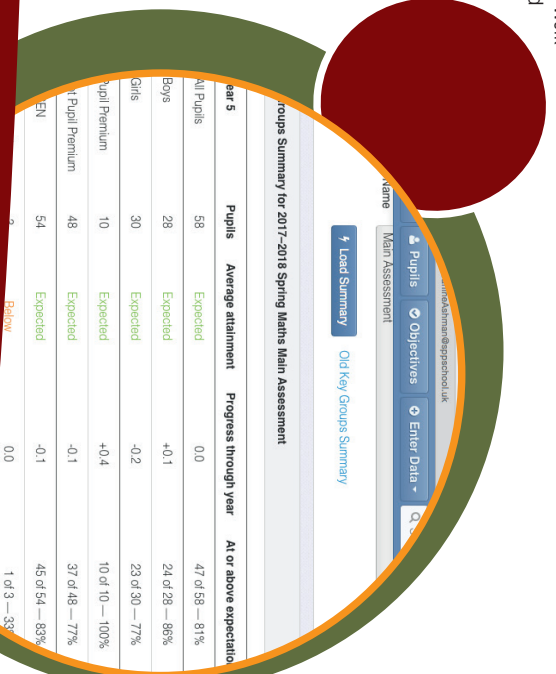 nineAshman@sppschool.uk
Pupils Objectives Enter Data
Name Main Assessment
Load Summary Old Key Groups Summary
roups Summary for 2017–2018 Spring Maths Main Assessment
ear 5 Pupils Average attainment Progress through year At or above expectatio
All Pupils 58 Expected 0.0 47 of 58 — 81%
Boys 28 Expected +0.1 24 of 28 — 86%
Girls 30 Expected -0.2 23 of 30 — 77%
upil Premium 10 Expected +0.4 10 of 10 — 100%
t Pupil Premium 48 Expected -0.1 37 of 48 — 77%
EN 54 Expected -0.1 45 of 54 — 83%
Below 0.0 1 of 3 — 33